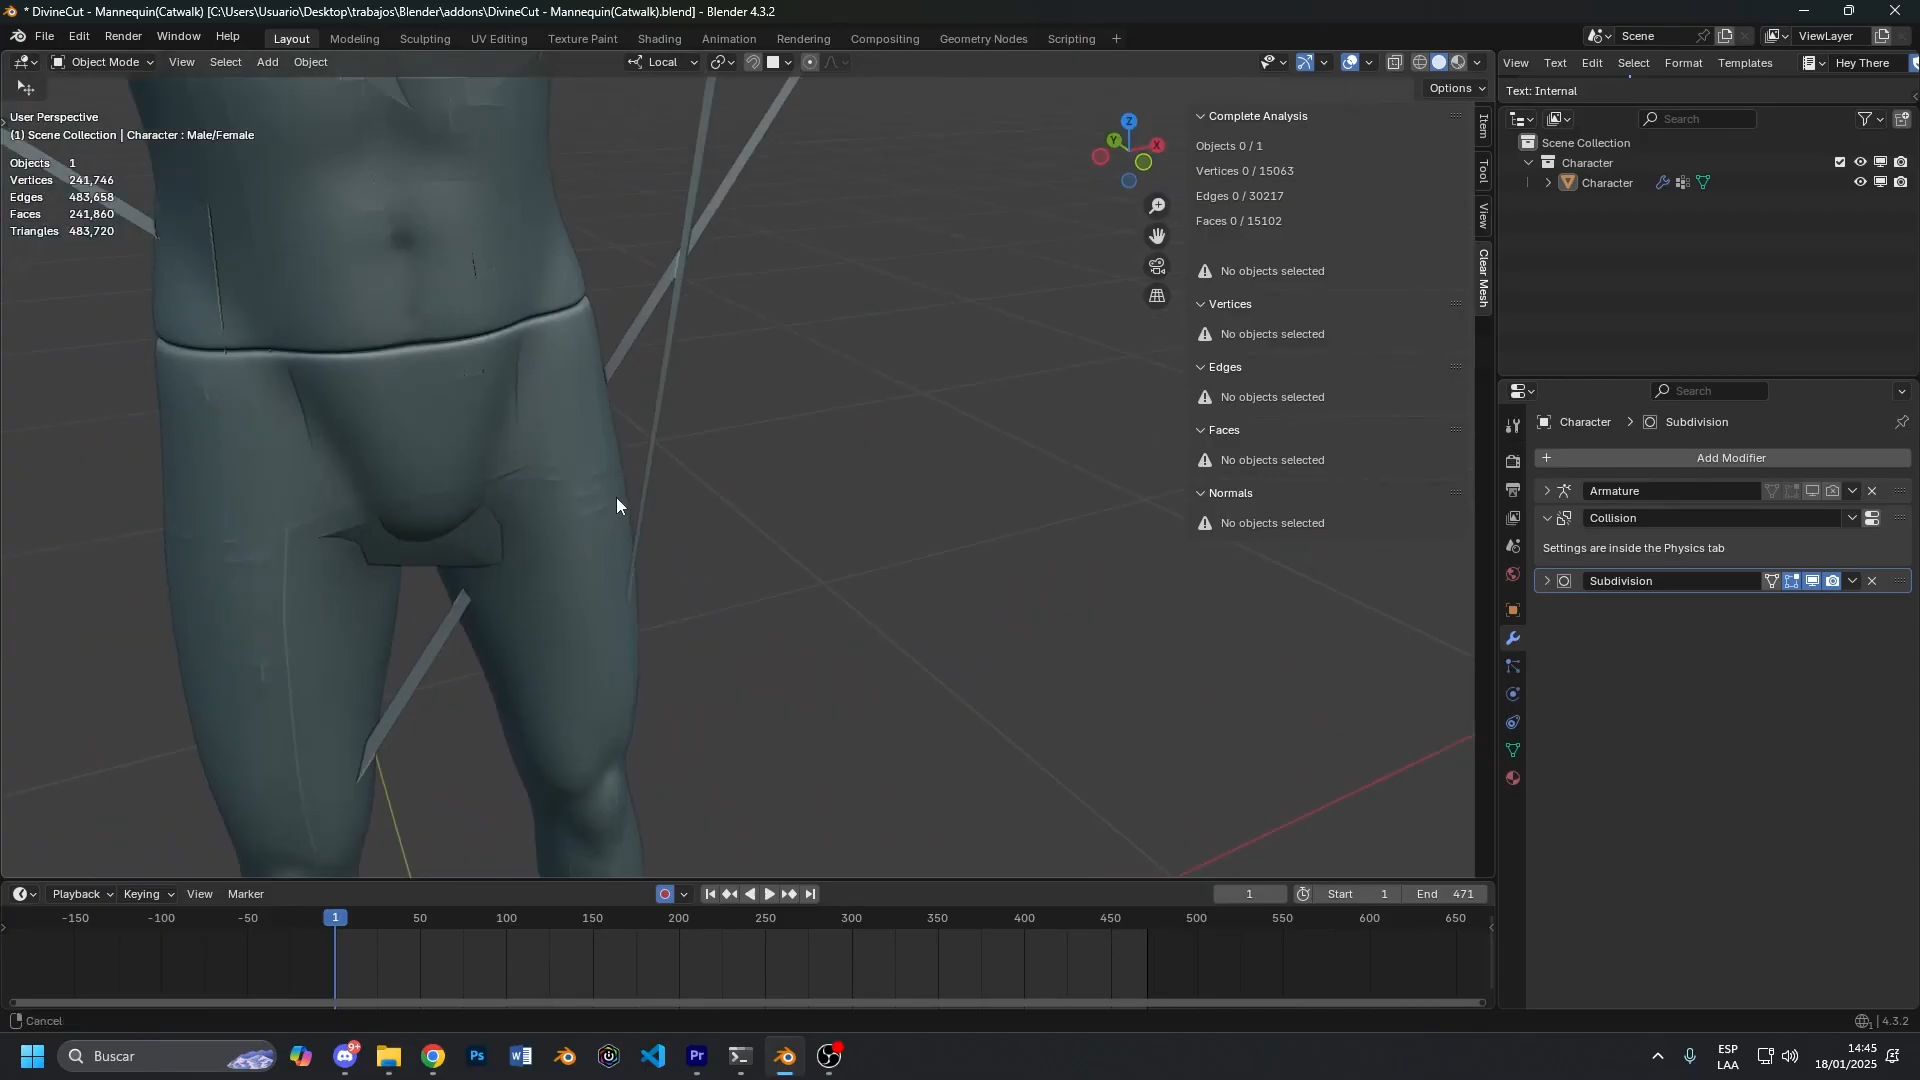 * DivineCut - Mannequin(Catwalk) [C:\Users\Usuario\Desktop\trabajos\Blender\addons\DivineCut - Mannequin(Catwalk).blend] - Blender 4.3.2
File Edit Render Window Help
Layout Modeling Sculpting UV Editing Texture Paint Shading Animation Rendering Compositing Geometry Nodes Scripting +
Scene
ViewLayer
Object Mode View Select Add Object
Local
View Text Edit Select Format Templates
Hey There
Options
Text: Internal
User Perspective
(1) Scene Collection | Character : Male/Female
Objects 1
Vertices 241,746
Edges 483,658
Faces 241,860
Triangles 483,720
Z
Y
X
Complete Analysis
Objects 0 / 1
Vertices 0 / 15063
Edges 0 / 30217
Faces 0 / 15102
No objects selected
Vertices
No objects selected
Edges
No objects selected
Faces
No objects selected
Normals
No objects selected
Item
Tool
View
Clear Mesh
Search
Scene Collection
Character
Character
Search
Character > Subdivision
+ Add Modifier
Armature
Collision
Settings are inside the Physics tab
Subdivision
Playback Keying View Marker
1
Start 1
End 471
-150 -100 -50 1 50 100 150 200 250 300 350 400 450 500 550 600 650
Cancel
4.3.2
Buscar
9+
Ps
Pr
ESP
LAA
14:45
18/01/2025